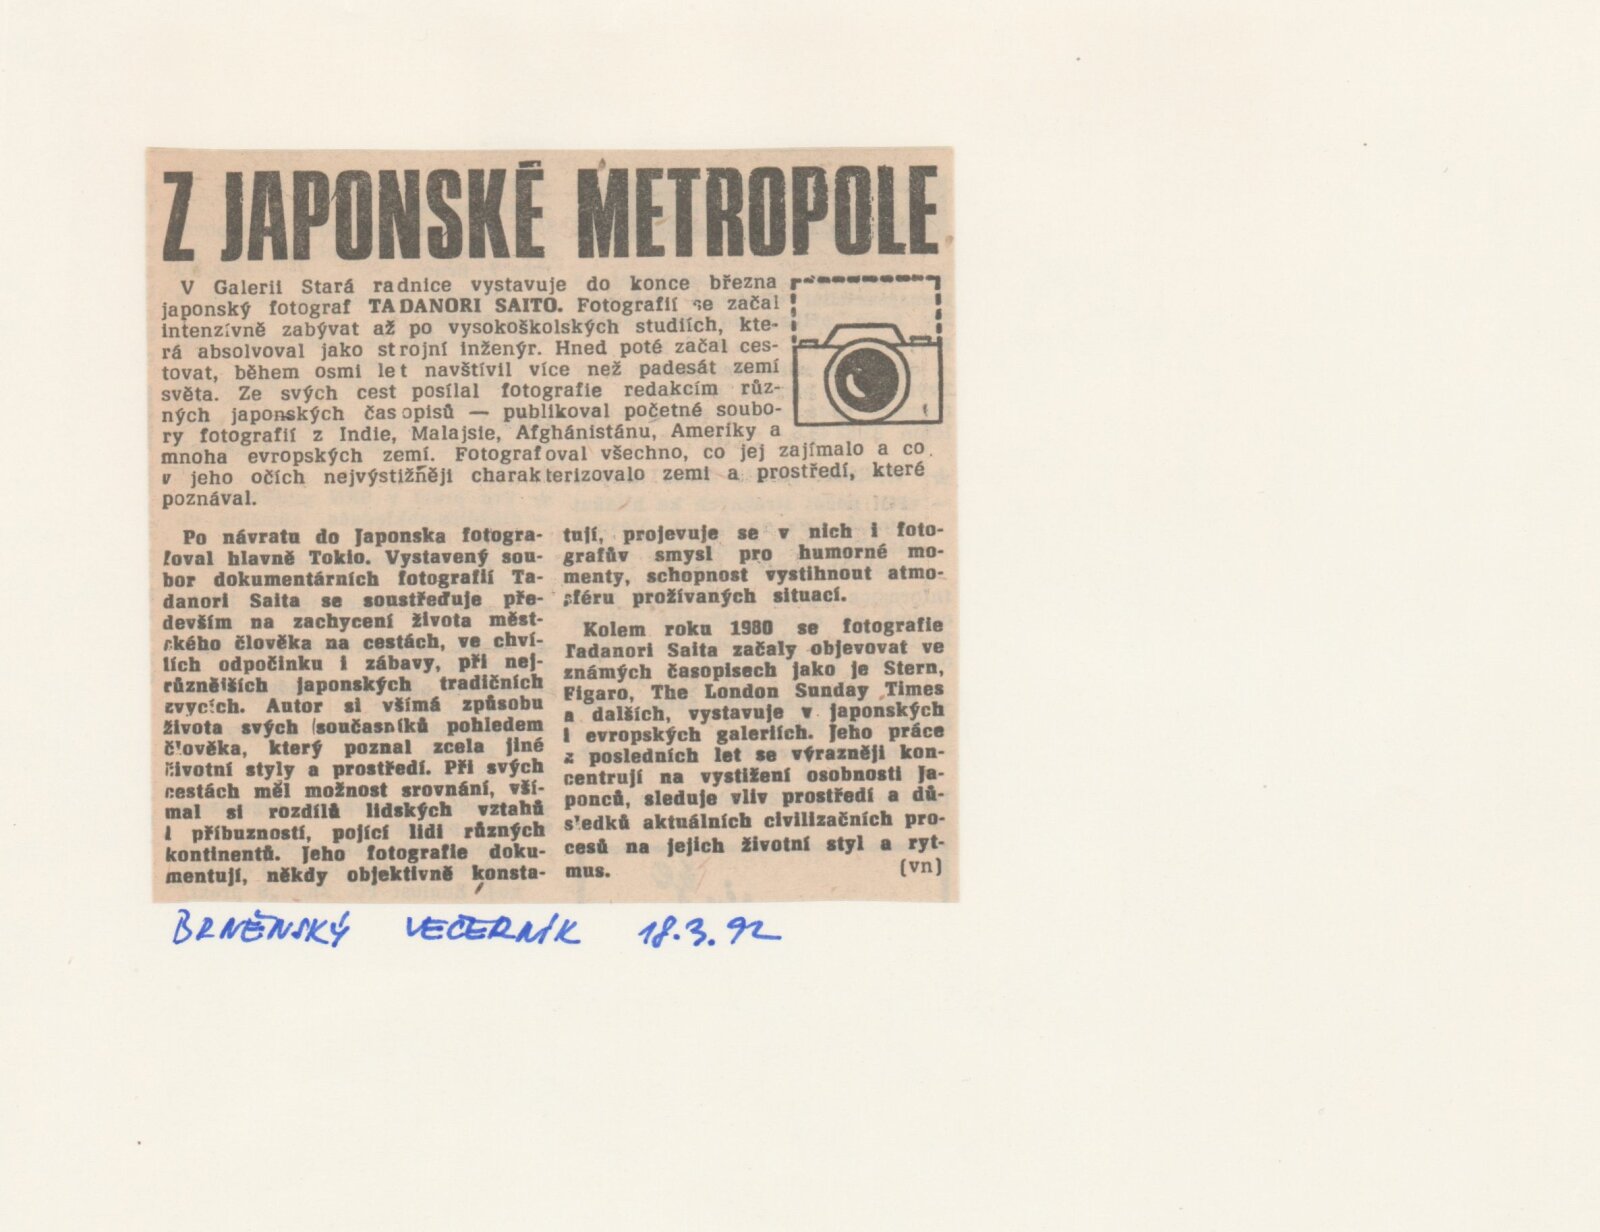 Z JAPONSKÉ METROPOLE
V Galerii Stará radnice vystavuje do konce března
japonský fotograf TADANORI SAITO. Fotografií se začal
intenzívně zabývat až po vysokoškolských studiích, kte-
rá absolvoval jako strojní inženýr. Hned poté začal ces-
tovat, během osmi let navštívil více než padesát zemí
světa. Ze svých cest posílal fotografie redakcím růz-
ných japonských časopisů — publikoval početné soubo-
ry fotografií z Indie, Malajsie, Afghánistánu, Ameriky a
mnoha evropských zemí. Fotografoval všechno, co jej zajímalo a co
v jeho očích nejvýstižněji charakterizovalo zemi a prostředí, které
poznával.
Po návratu do Japonska fotogra-
foval hlavně Tokio. Vystavený sou-
bor dokumentárních fotografií Ta-
danori Saita se soustřeďuje pře-
devším na zachycení života měst-
ského člověka na cestách, ve chví-
lích odpočinku i zábavy, při nej-
různějších japonských tradičních
zvycích. Autor si všímá způsobu
života svých současníků pohledem
člověka, který poznal zcela jiné
životní styly a prostředí. Při svých
cestách měl možnost srovnání, vší-
mal si rozdílů lidských vztahů
i příbuzností, pojící lidi různých
kontinentů. Jeho fotografie doku-
mentují, někdy objektivně konsta-
tují, projevuje se v nich i foto-
grafův smysl pro humorné mo-
menty, schopnost vystihnout atmo-
sféru prožívaných situací.
Kolem roku 1980 se fotografie
Tadanori Saita začaly objevovat ve
známých časopisech jako je Stern,
Figaro, The London Sunday Times
a dalších, vystavuje v japonských
i evropských galeriích. Jeho práce
z posledních let se výrazněji kon-
centrují na vystižení osobnosti Ja-
ponců, sleduje vliv prostředí a dů-
sledků aktuálních civilizačních pro-
cesů na jejich životní styl a ryt-
mus. (vn)
BRNĚNSKÝ VEČERNÍK 18.3.92